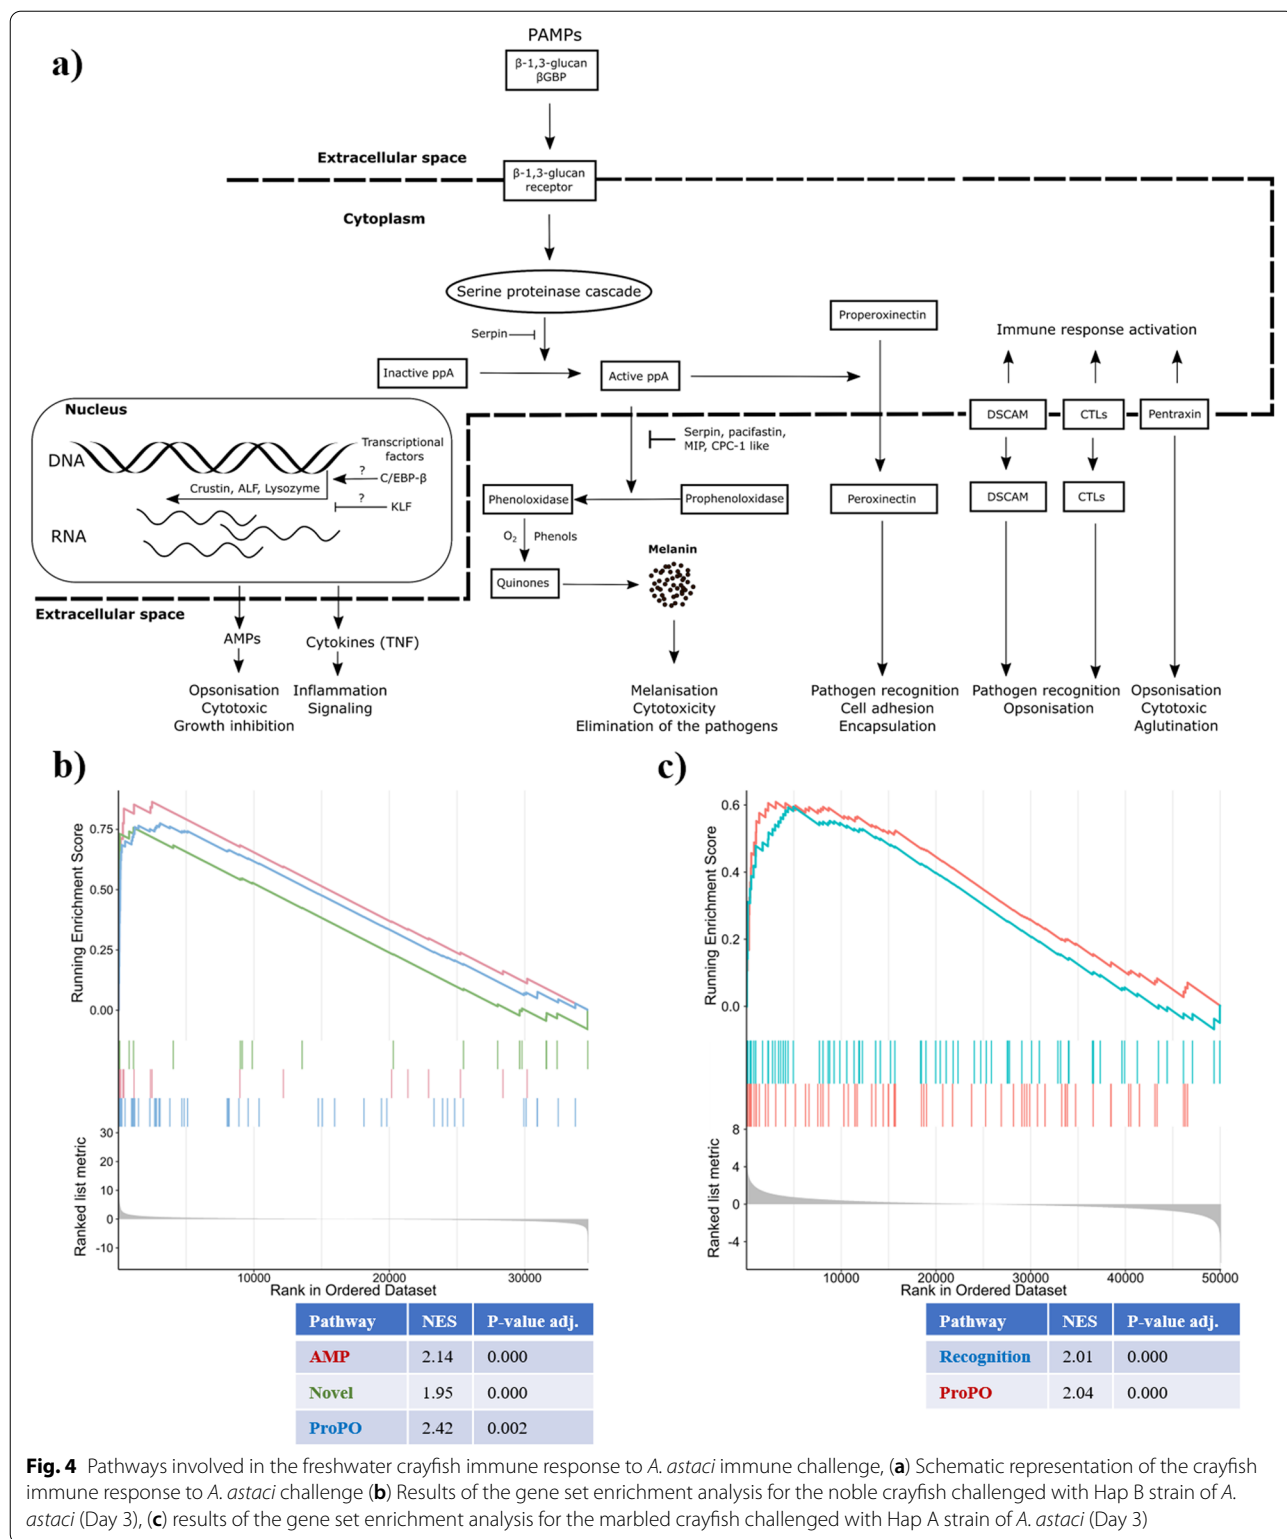 a)
PAMPs
β-1,3-glucan
βGBP
Extracellular space
β-1,3-glucan
receptor
Cytoplasm
Serine proteinase cascade
Serpin
Properoxinectin
Immune response activation
Inactive ppA
Active ppA
Nucleus
DSCAM
CTLs
Pentraxin
DNA
Transcriptional
factors
?
C/EBP-β
Crustin, ALF, Lysozyme
?
KLF
RNA
Serpin, pacifastin,
MIP, CPC-1 like
Phenoloxidase
Prophenoloxidase
Peroxinectin
DSCAM
CTLs
O2
Phenols
Melanin
Quinones
Extracellular space
AMPs
Cytokines (TNF)
Opsonisation
Cytotoxic
Growth inhibition
Inflammation
Signaling
Melanisation
Cytotoxicity
Elimination of the pathogens
Pathogen recognition
Cell adhesion
Encapsulation
Pathogen recognition
Opsonisation
Opsonisation
Cytotoxic
Aglutination
b)
Running Enrichment Score
0.75
0.50
0.25
0.00
Ranked list metric
30
20
10
0
-10
10000
20000
30000
Rank in Ordered Dataset
Pathway NES P-value adj.
AMP 2.14 0.000
Novel 1.95 0.000
ProPO 2.42 0.002
c)
Running Enrichment Score
0.6
0.4
0.2
0.0
Ranked list metric
8
4
0
-4
10000
20000
30000
40000
50000
Rank in Ordered Dataset
Pathway NES P-value adj.
Recognition 2.01 0.000
ProPO 2.04 0.000
Fig. 4 Pathways involved in the freshwater crayfish immune response to A. astaci immune challenge, (a) Schematic representation of the crayfish
immune response to A. astaci challenge (b) Results of the gene set enrichment analysis for the noble crayfish challenged with Hap B strain of A.
astaci (Day 3), (c) results of the gene set enrichment analysis for the marbled crayfish challenged with Hap A strain of A. astaci (Day 3)